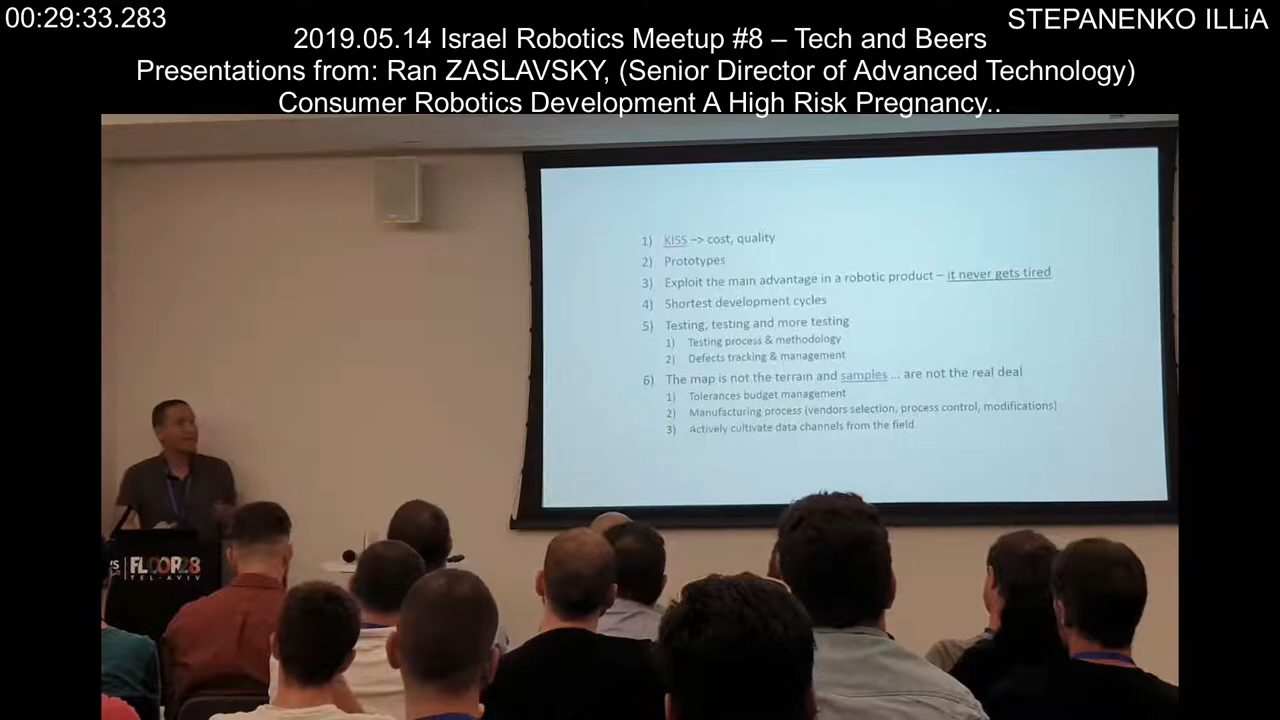 00:29:33.283
STEPANENKO ILLiA
2019.05.14 Israel Robotics Meetup #8 – Tech and Beers
Presentations from: Ran ZASLAVSKY, (Senior Director of Advanced Technology)
Consumer Robotics Development A High Risk Pregnancy..
1) KISS –> cost, quality
2) Prototypes
3) Exploit the main advantage in a robotic product – it never gets tired
4) Shortest development cycles
5) Testing, testing and more testing
1) Testing process & methodology
2) Defects tracking & management
6) The map is not the terrain and samples ... are not the real deal
1) Tolerances budget management
2) Manufacturing process (vendors selection, process control, modifications)
3) Actively cultivate data channels from the field
FLOOR28
TEL-AVIV